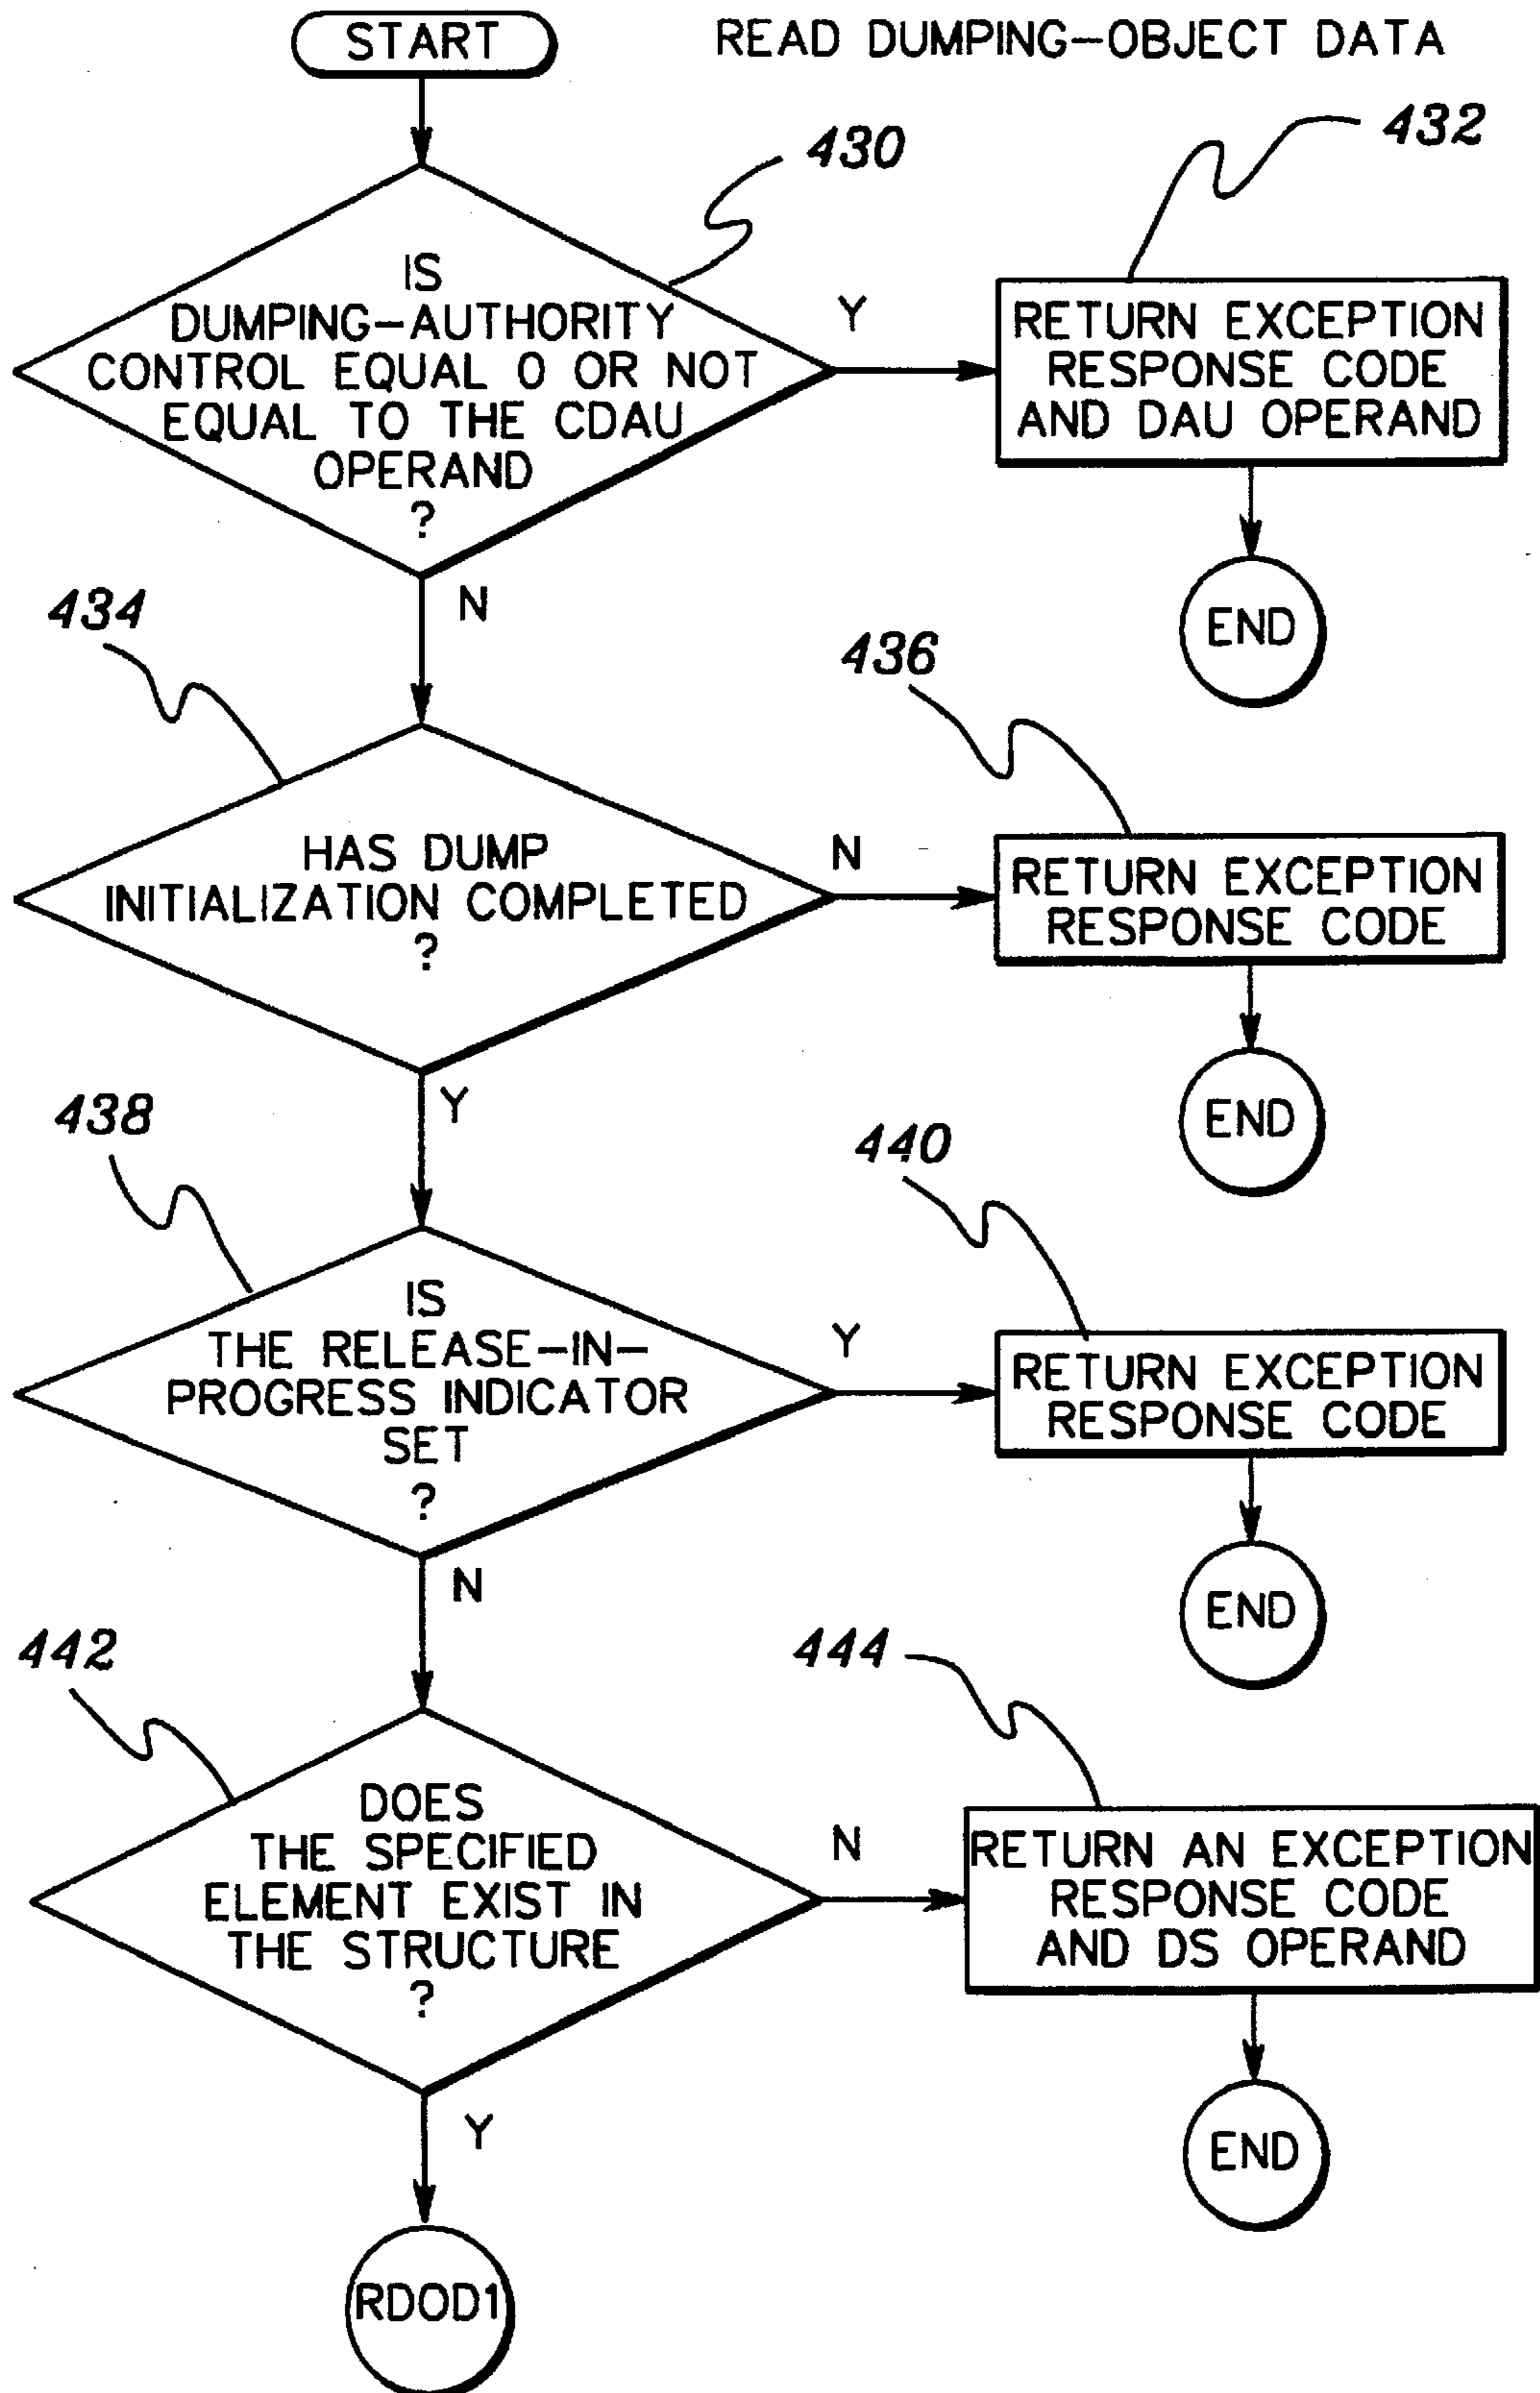 START
READ DUMPING-OBJECT DATA
430
432
IS
DUMPING-AUTHORITY
CONTROL EQUAL 0 OR NOT
EQUAL TO THE CDAU
OPERAND
?
Y
RETURN EXCEPTION
RESPONSE CODE
AND DAU OPERAND
END
N
434
436
HAS DUMP
INITIALIZATION COMPLETED
?
N
RETURN EXCEPTION
RESPONSE CODE
END
Y
438
440
IS
THE RELEASE-IN-
PROGRESS INDICATOR
SET
?
Y
RETURN EXCEPTION
RESPONSE CODE
END
N
442
444
DOES
THE SPECIFIED
ELEMENT EXIST IN
THE STRUCTURE
?
N
RETURN AN EXCEPTION
RESPONSE CODE
AND DS OPERAND
END
Y
RDOD1